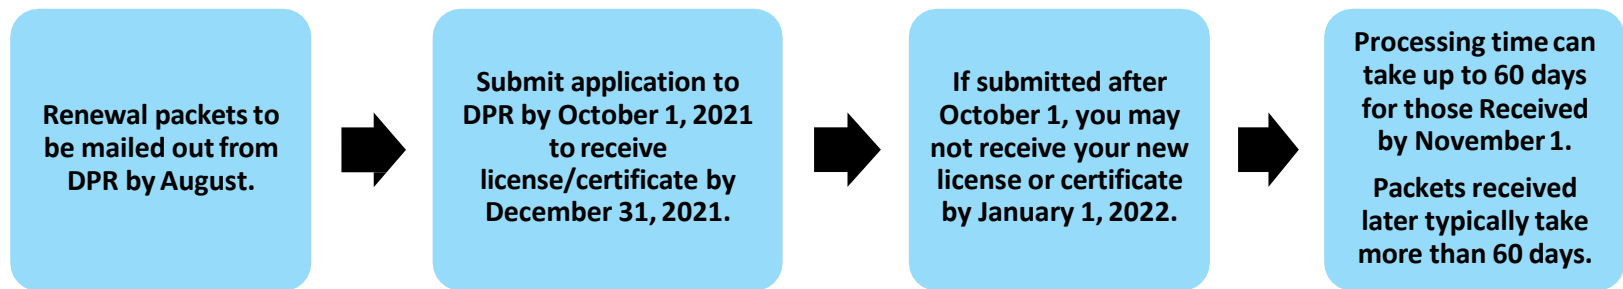 Renewal packets to
be mailed out from
DPR by August.
Submit application to
DPR by October 1, 2021
to receive
license/certificate by
December 31, 2021.
If submitted after
October 1, you may
not receive your new
license or certificate
by January 1, 2022.
Processing time can
take up to 60 days
for those Received
by November 1.
Packets received
later typically take
more than 60 days.